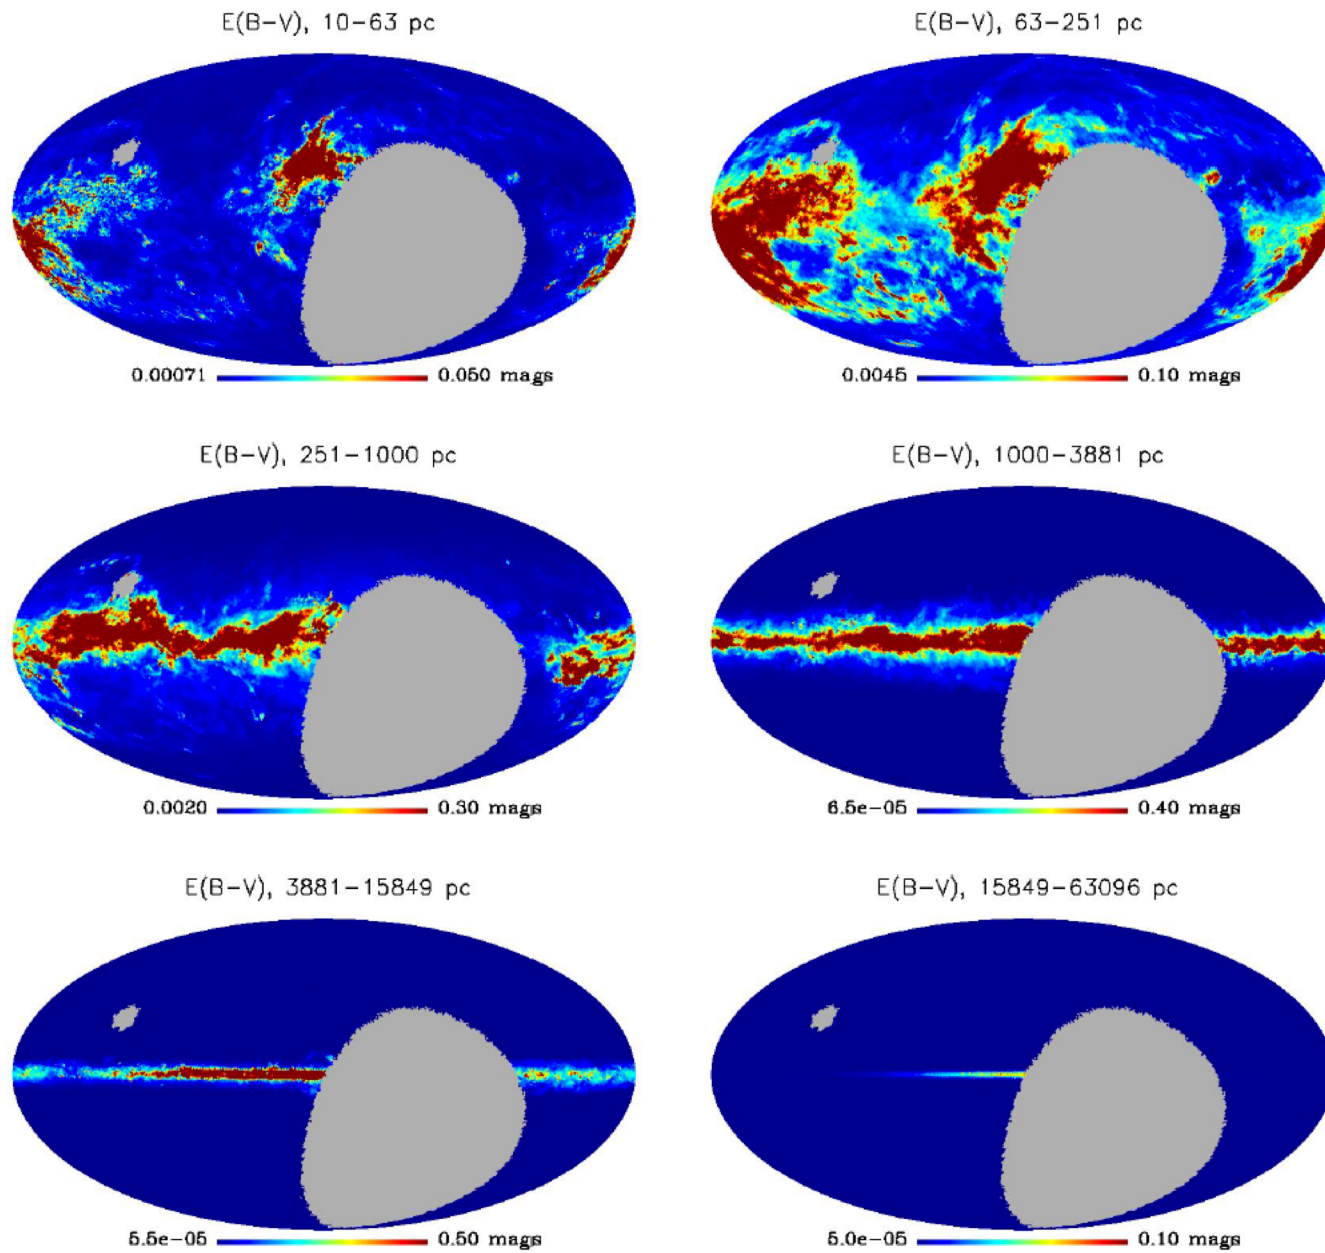 E(B−V), 10−63 pc
E(B−V), 63−251 pc
0.00071 0.050 mags
0.0045 0.10 mags
E(B−V), 251−1000 pc
E(B−V), 1000−3881 pc
0.0020 0.30 mags
6.5e−05 0.40 mags
E(B−V), 3881−15849 pc
E(B−V), 15849−63096 pc
5.5e−05 0.50 mags
5.0e−05 0.10 mags